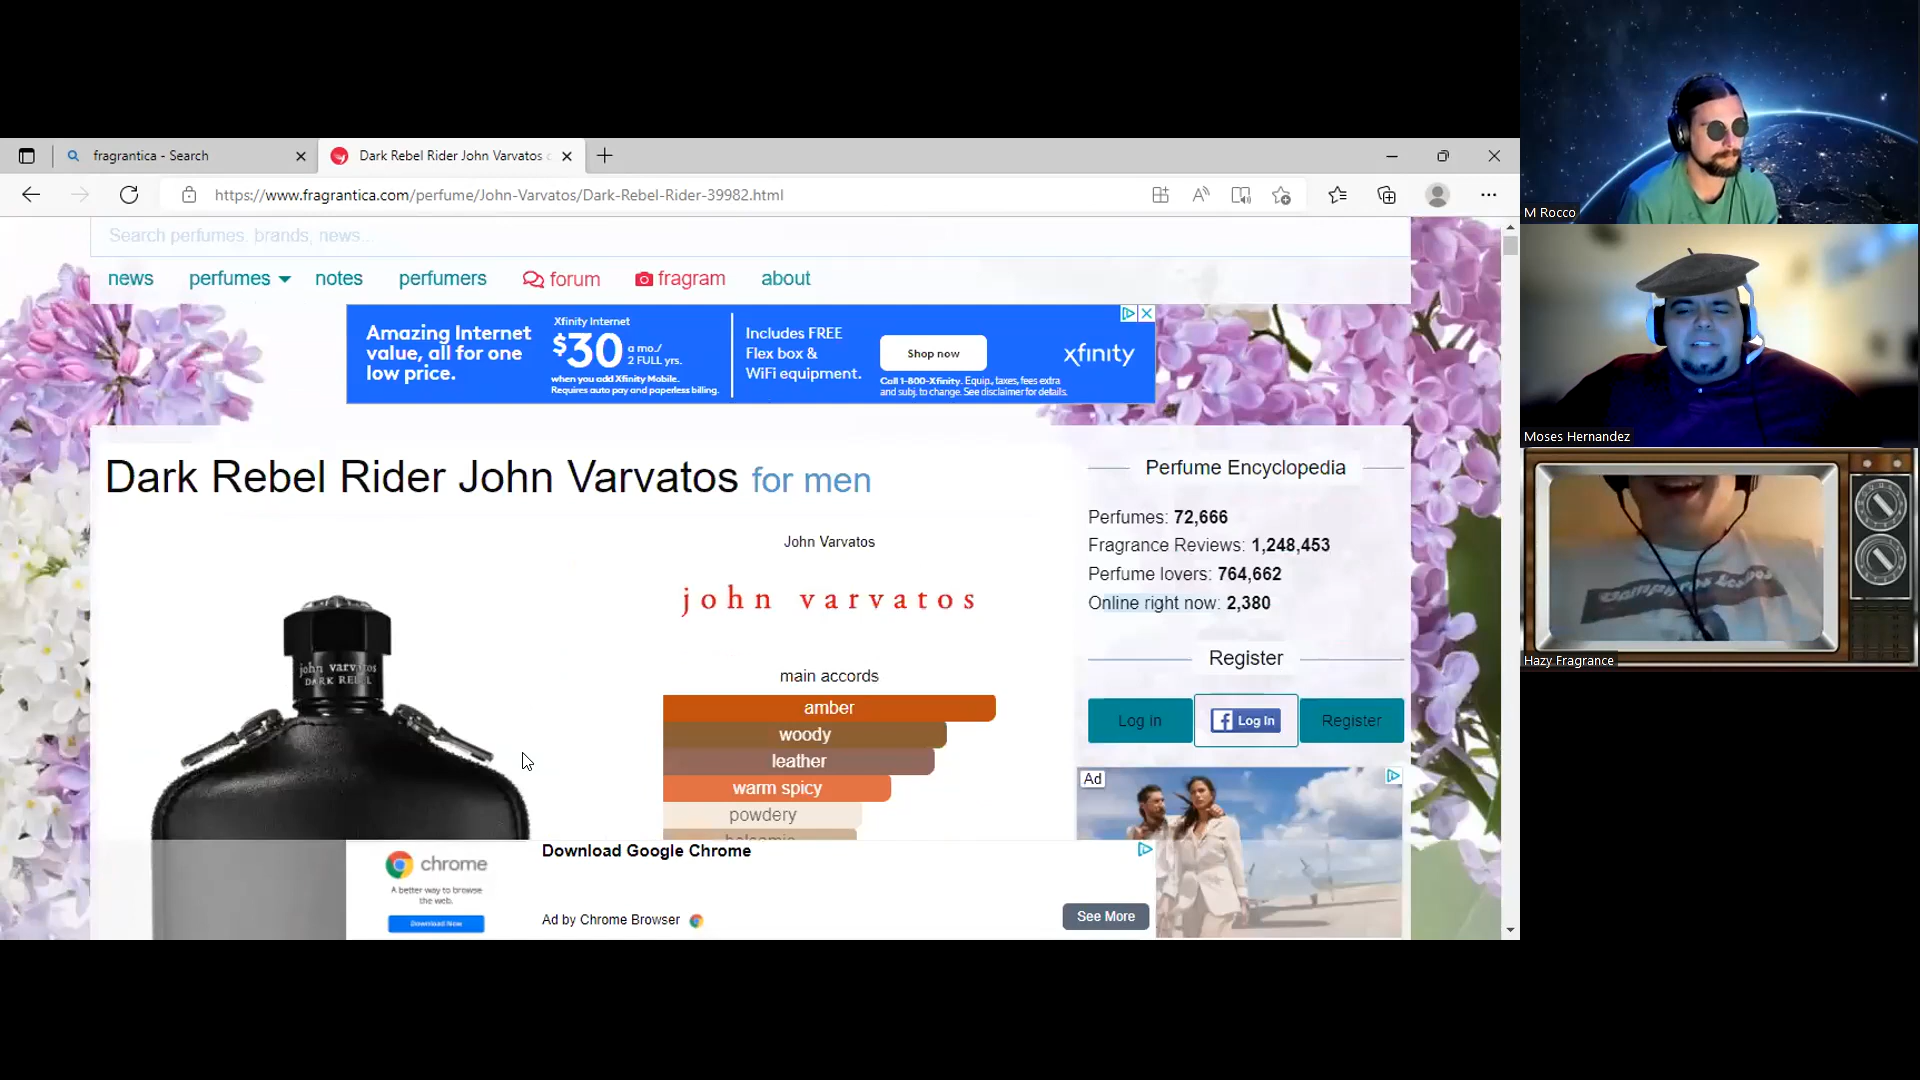 fragrantica - Search
Dark Rebel Rider John Varvatos
https://www.fragrantica.com/perfume/John-Varvatos/Dark-Rebel-Rider-39982.html
Search perfumes, brands, news...
news perfumes notes perfumers forum fragram about
Amazing Internet
value, all for one
low price.
Xfinity Internet
$30 a mo./
2 FULL yrs.
when you add Xfinity Mobile.
Requires auto pay and paperless billing.
Includes FREE
Flex box &
WiFi equipment.
Shop now
Call 1-800-Xfinity. Equip., taxes, fees extra
and subj. to change. See disclaimer for details.
xfinity
Dark Rebel Rider John Varvatos for men
John Varvatos
john varvatos
main accords
amber
woody
leather
warm spicy
powdery
balsamic
john varvatos
DARK REBEL
Perfume Encyclopedia
Perfumes: 72,666
Fragrance Reviews: 1,248,453
Perfume lovers: 764,662
Online right now: 2,380
Register
Log in
Log In
Register
Ad
chrome
A better way to browse
the web.
Download Now
Download Google Chrome
Ad by Chrome Browser
See More
M Rocco
Moses Hernandez
Hazy Fragrance